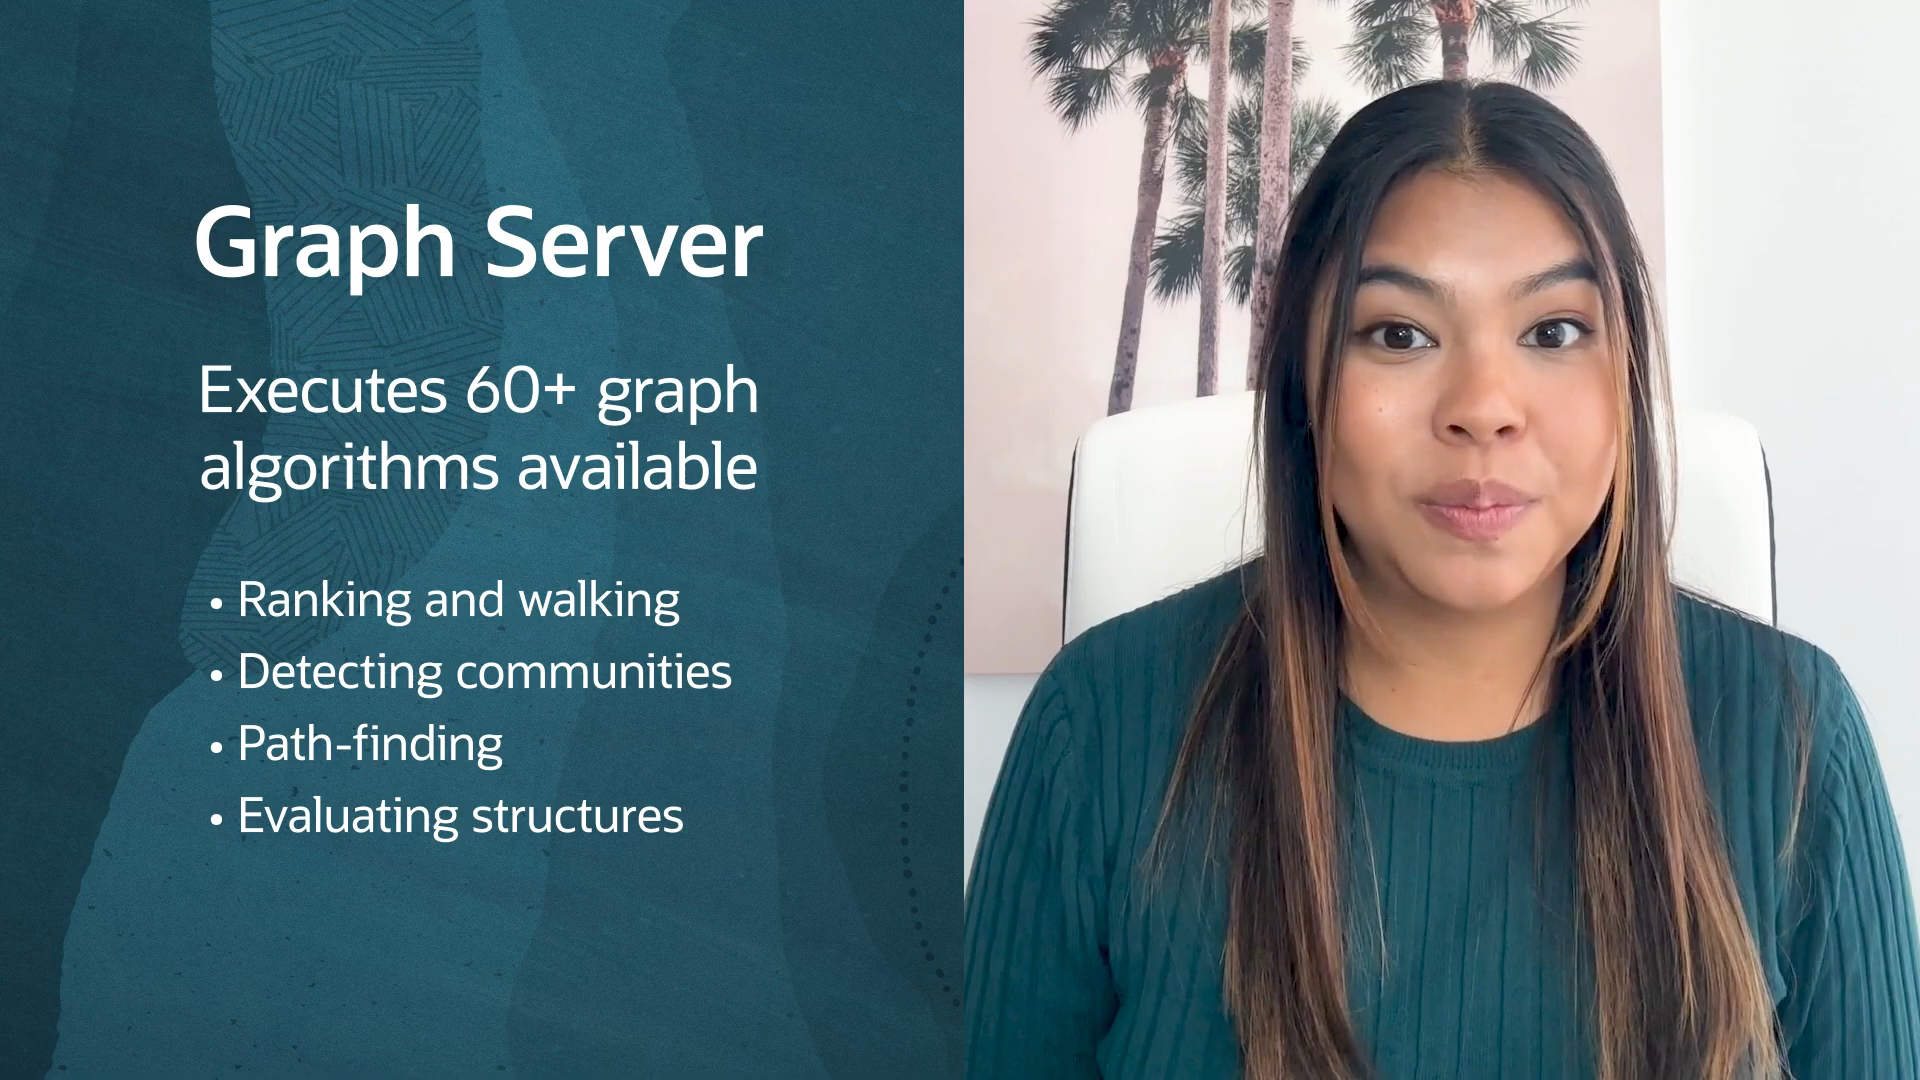 Graph Server
Executes 60+ graph
algorithms available
• Ranking and walking
• Detecting communities
• Path-finding
• Evaluating structures